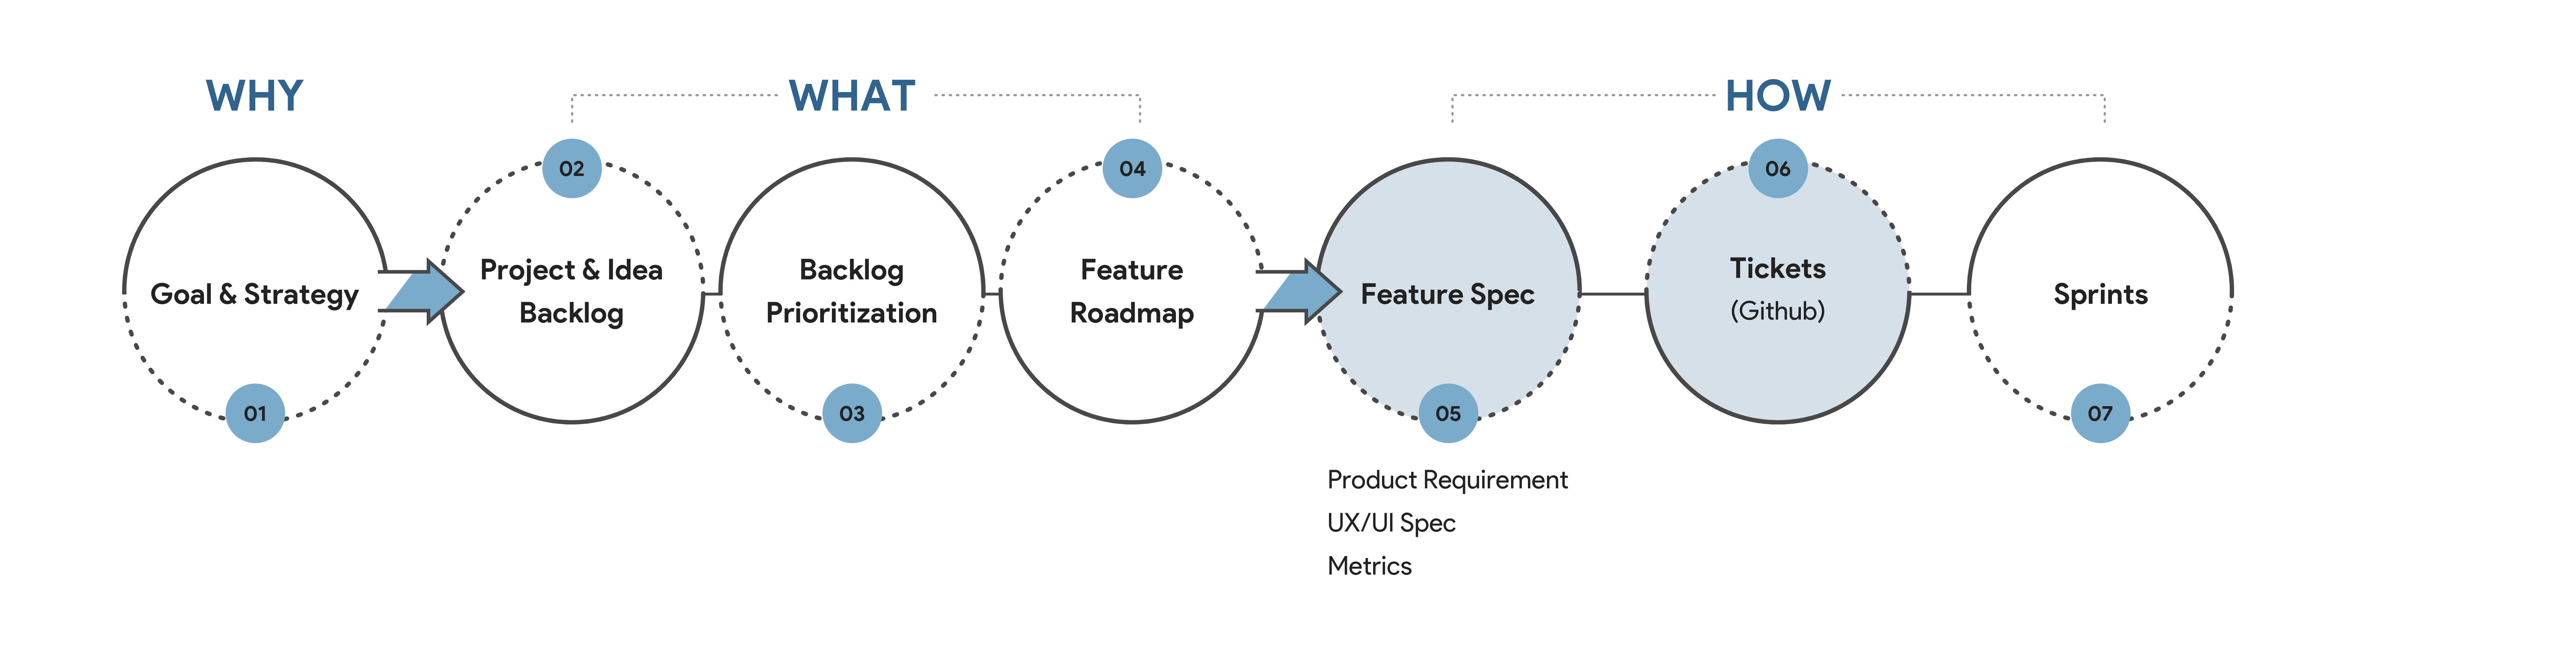 WHY
WHAT
HOW
02
04
06
Goal & Strategy
Project & Idea
Backlog
Backlog
Prioritization
Feature
Roadmap
Feature Spec
Tickets
(Github)
Sprints
01
03
05
07
Product Requirement
UX/UI Spec
Metrics